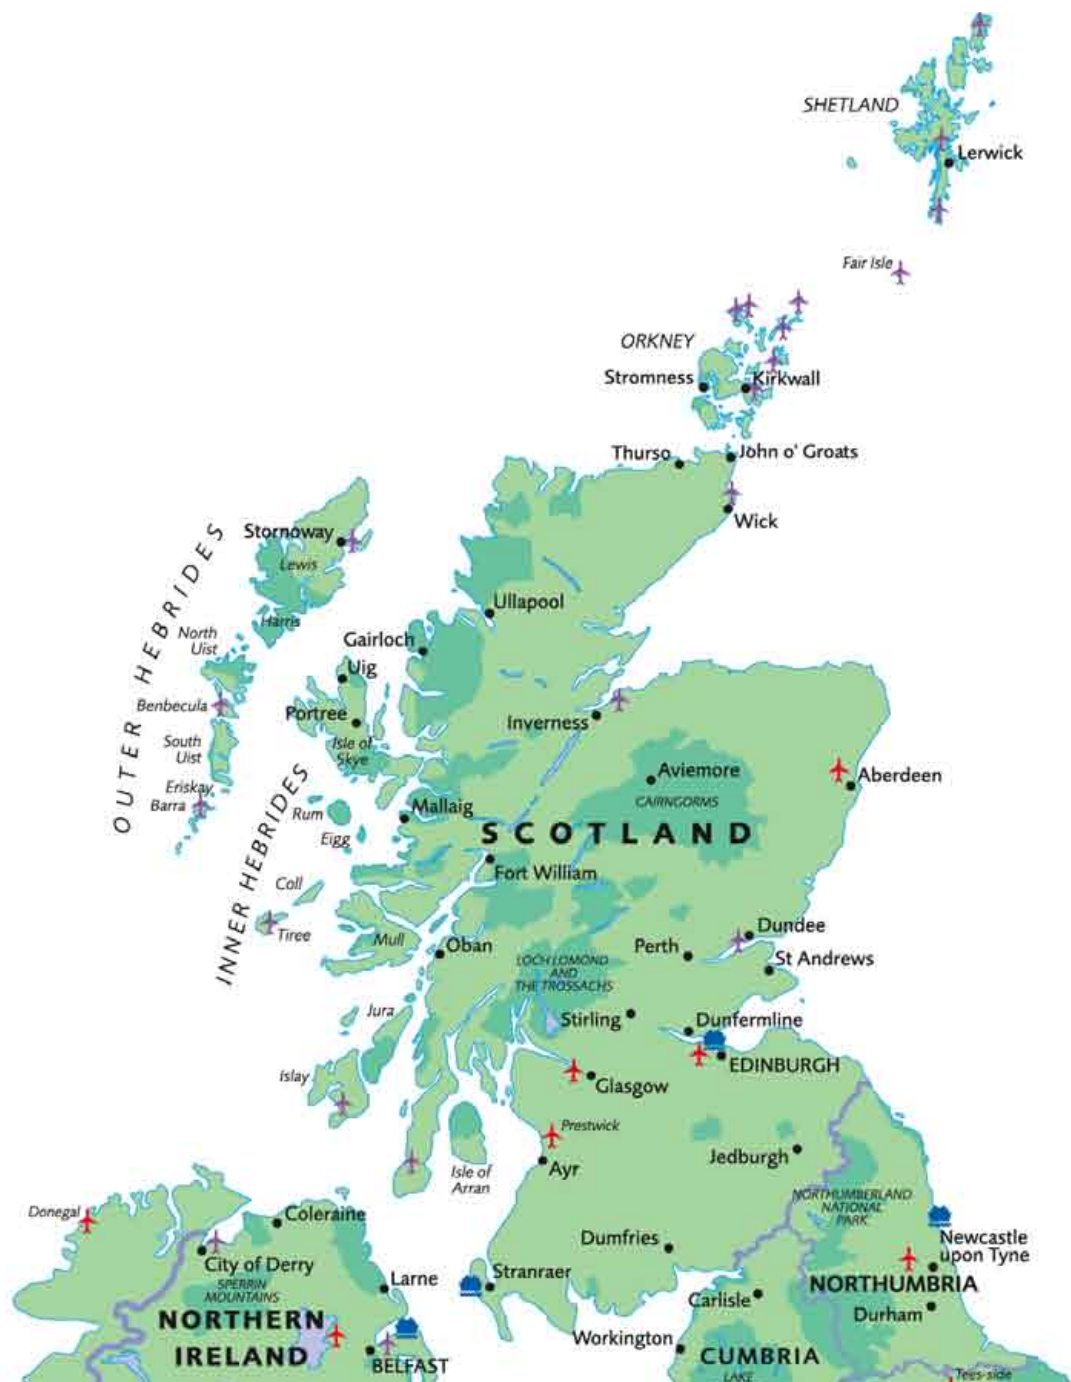 SHETLAND
Lerwick
Fair Isle
ORKNEY
Stromness
Kirkwall
Thurso
John o' Groats
Wick
Stornoway
Lewis
OUTER HEBRIDES
Ullapool
Harris
North
Uist
Gairloch
Uig
Benbecula
Portree
Inverness
South
Uist
Isle of
Skye
Aviemore
Aberdeen
Eriskay
Barra
CAIRNGORMS
Rum
Mallaig
SCOTLAND
Eigg
INNER HEBRIDES
Fort William
Coll
Tiree
Mull
Oban
Perth
Dundee
St Andrews
LOCH LOMOND
AND
THE TROSSACHS
Jura
Stirling
Dunfermline
EDINBURGH
Islay
Glasgow
Prestwick
Ayr
Jedburgh
Isle of
Arran
NORTHUMBERLAND
NATIONAL
PARK
Donegal
Coleraine
City of Derry
Dumfries
Newcastle
upon Tyne
SPERRIN
MOUNTAINS
Larne
Stranraer
NORTHUMBRIA
Carlisle
Durham
NORTHERN
IRELAND
Workington
BELFAST
CUMBRIA
LAKE
Tees-side